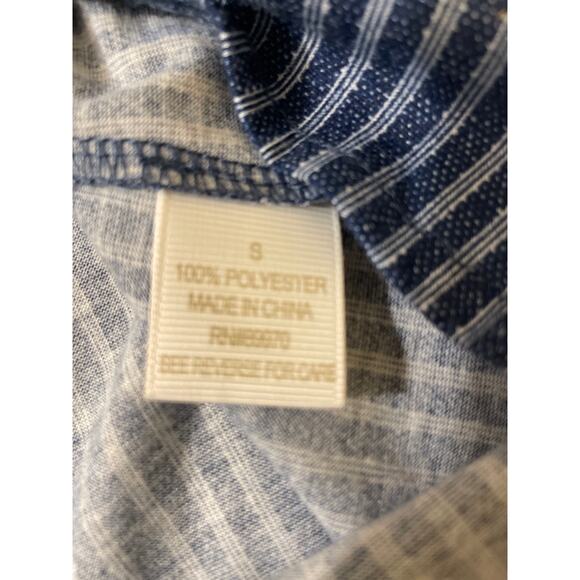 S
100% POLYESTER
MADE IN CHINA
SEE REVERSE FOR CARE